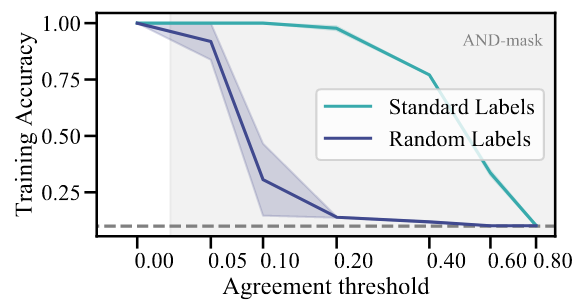 1.00
AND-mask
0.75
Standard Labels
0.50
Random Labels
0.25
Training Accuracy
0.00 0.05 0.10 0.20 0.40 0.60 0.80
Agreement threshold